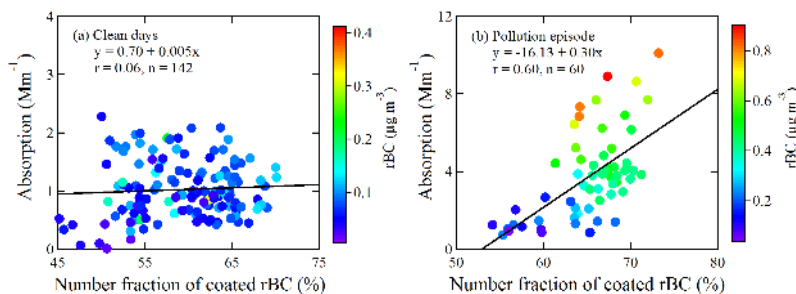 (a) Clean days
y = 0.70 + 0.005x
r = 0.06, n = 142
Absorption (Mm⁻¹)
4
3
2
1
0
45
55
65
75
Number fraction of coated rBC (%)
0.4
0.3
0.2
0.1
rBC (μg m⁻³)
(b) Pollution episode
y = -16.13 + 0.30x
r = 0.60, n = 60
Absorption (Mm⁻¹)
12
8
4
0
50
60
70
80
Number fraction of coated rBC (%)
0.8
0.6
0.4
0.2
rBC (μg m⁻³)